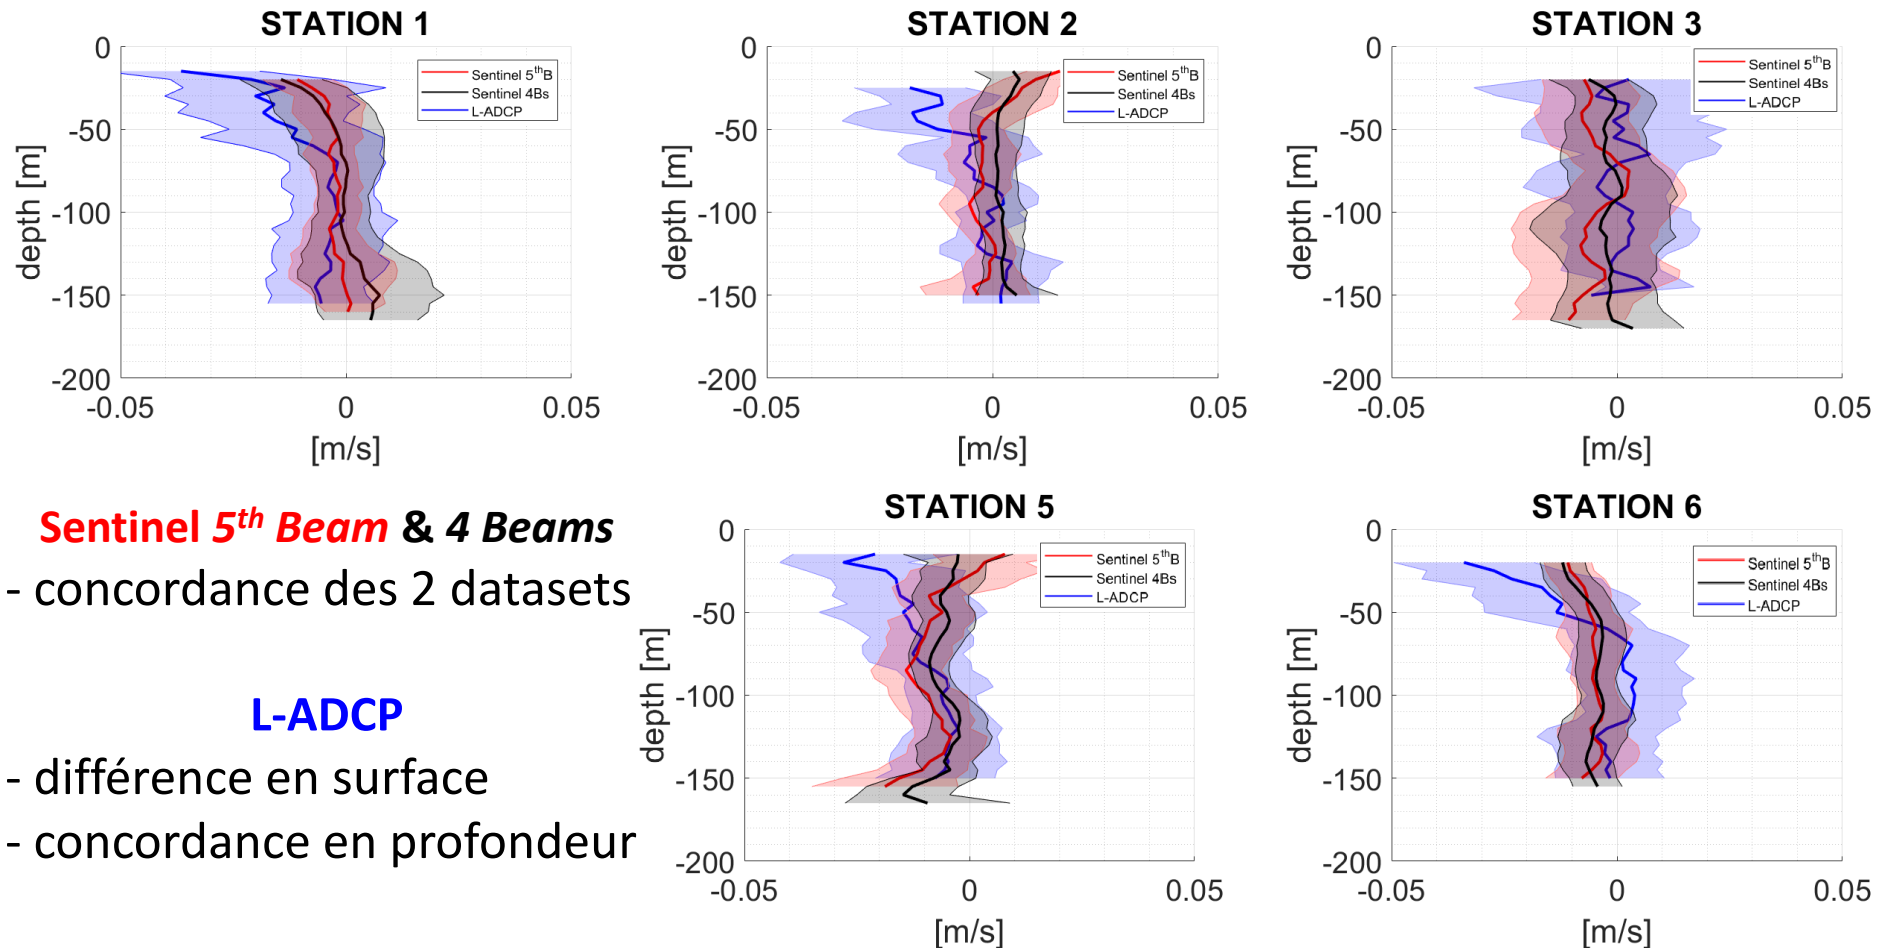 STATION 1
0
-50
-100
-150
-200
depth [m]
-0.05 0 0.05
[m/s]
Sentinel 5thB
Sentinel 4Bs
L-ADCP
STATION 2
0
-50
-100
-150
-200
depth [m]
-0.05 0 0.05
[m/s]
Sentinel 5thB
Sentinel 4Bs
L-ADCP
STATION 3
0
-50
-100
-150
-200
depth [m]
-0.05 0 0.05
[m/s]
Sentinel 5thB
Sentinel 4Bs
L-ADCP
Sentinel 5th Beam & 4 Beams
- concordance des 2 datasets
L-ADCP
- différence en surface
- concordance en profondeur
STATION 5
0
-50
-100
-150
-200
depth [m]
-0.05 0 0.05
[m/s]
Sentinel 5thB
Sentinel 4Bs
L-ADCP
STATION 6
0
-50
-100
-150
-200
depth [m]
-0.05 0 0.05
[m/s]
Sentinel 5thB
Sentinel 4Bs
L-ADCP